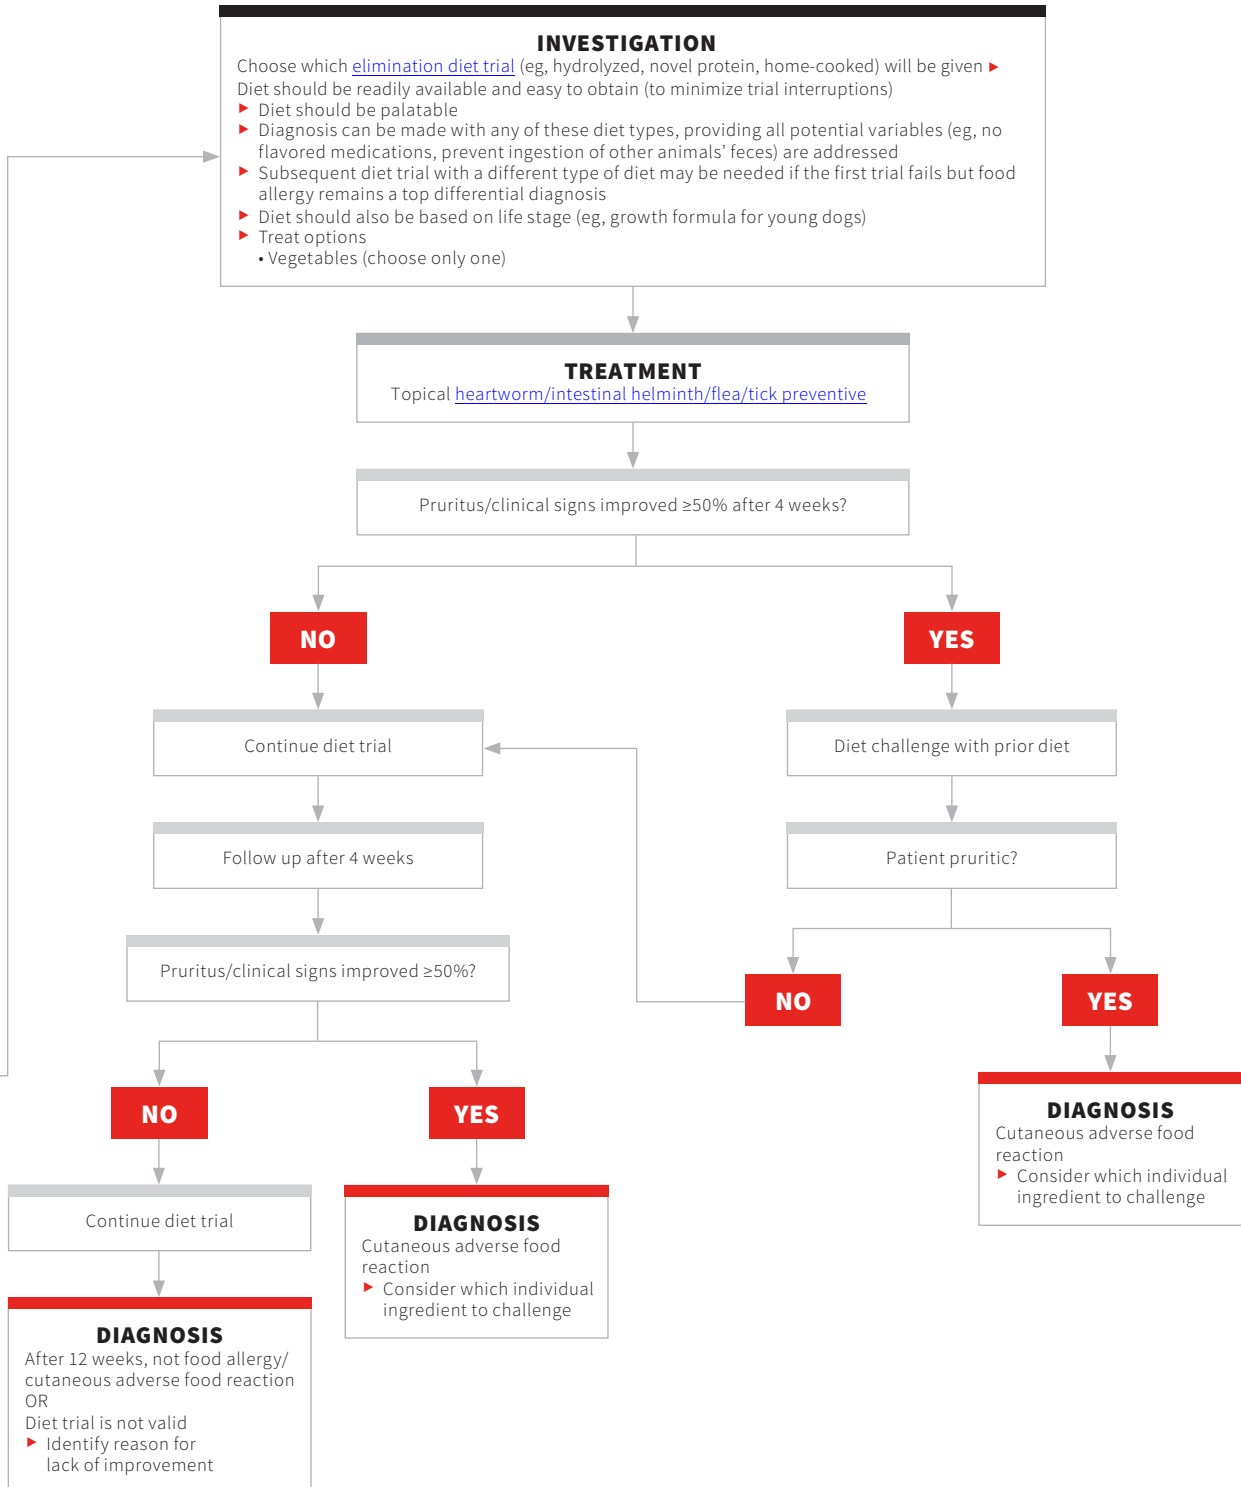 INVESTIGATION
Choose which elimination diet trial (eg, hydrolyzed, novel protein, home-cooked) will be given ►
Diet should be readily available and easy to obtain (to minimize trial interruptions)
► Diet should be palatable
► Diagnosis can be made with any of these diet types, providing all potential variables (eg, no
flavored medications, prevent ingestion of other animals’ feces) are addressed
► Subsequent diet trial with a different type of diet may be needed if the first trial fails but food
allergy remains a top differential diagnosis
► Diet should also be based on life stage (eg, growth formula for young dogs)
► Treat options
• Vegetables (choose only one)
TREATMENT
Topical heartworm/intestinal helminth/flea/tick preventive
Pruritus/clinical signs improved ≥50% after 4 weeks?
NO
YES
Continue diet trial
Diet challenge with prior diet
Follow up after 4 weeks
Patient pruritic?
Pruritus/clinical signs improved ≥50%?
NO
YES
NO
YES
DIAGNOSIS
Cutaneous adverse food
reaction
► Consider which individual
ingredient to challenge
Continue diet trial
DIAGNOSIS
Cutaneous adverse food
reaction
► Consider which individual
ingredient to challenge
DIAGNOSIS
After 12 weeks, not food allergy/
cutaneous adverse food reaction
OR
Diet trial is not valid
► Identify reason for
lack of improvement